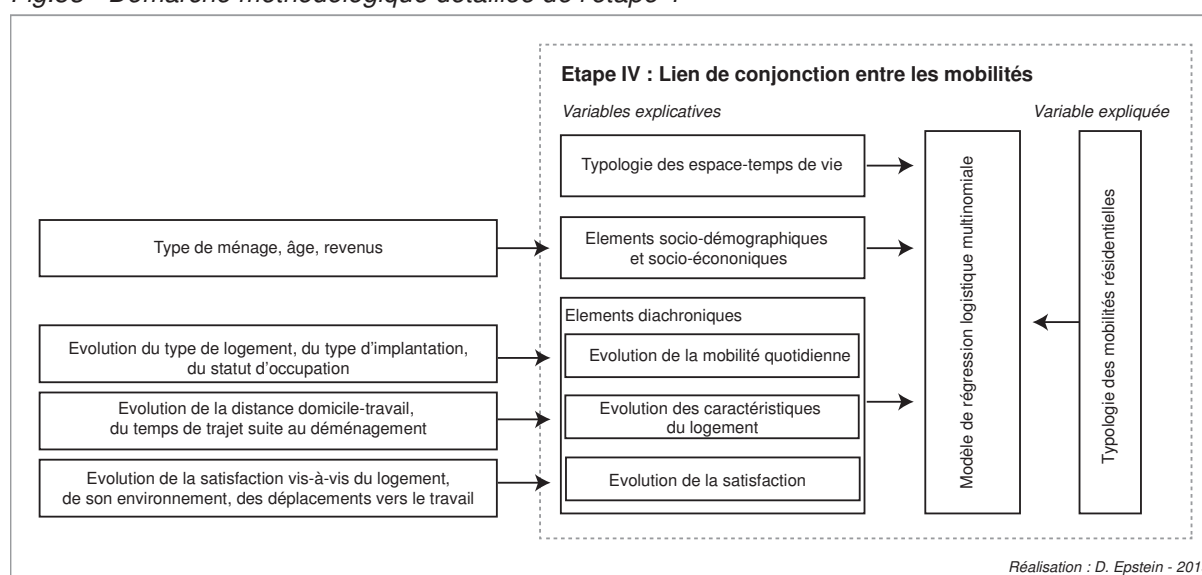 Etape IV : Lien de conjonction entre les mobilités
Variables explicatives
Variable expliquée
Typologie des espace-temps de vie
Type de ménage, âge, revenus
Elements socio-démographiques
et socio-écononiques
Elements diachroniques
Evolution du type de logement, du type d'implantation,
du statut d'occupation
Evolution de la mobilité quotidienne
Evolution de la distance domicile-travail,
du temps de trajet suite au déménagement
Evolution des caractéristiques
du logement
Evolution de la satisfaction vis-à-vis du logement,
de son environnement, des déplacements vers le travail
Evolution de la satisfaction
Modèle de régression logistique multinomiale
Typologie des mobilités résidentielles
Réalisation : D. Epstein -